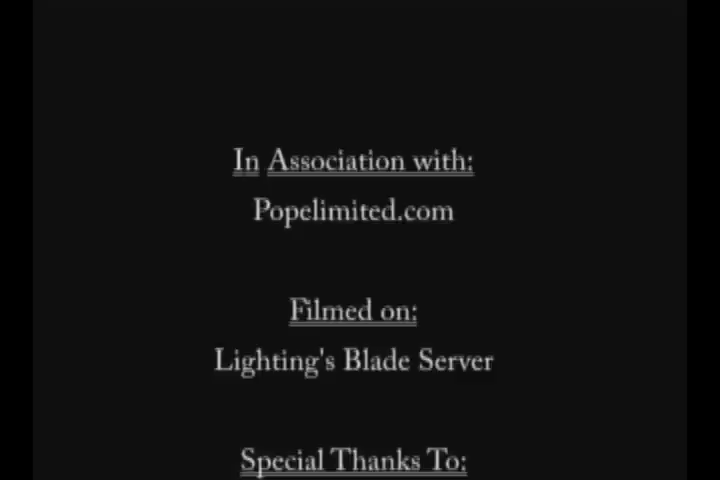 In Association with:
Popelimited.com
Filmed on:
Lighting's Blade Server
Special Thanks To: